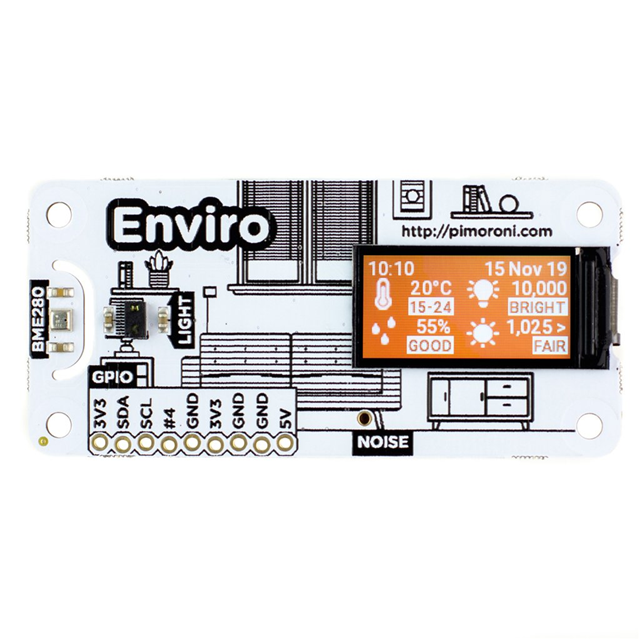 Enviro
http://pimoroni.com
10:10 15 Nov 19
20°C 10,000
15-24 BRIGHT
55% 1,025 >
GOOD FAIR
BME280
LIGHT
GPIO
3V3 SDA SCL #4 GND 3V3 GND GND 5V
NOISE